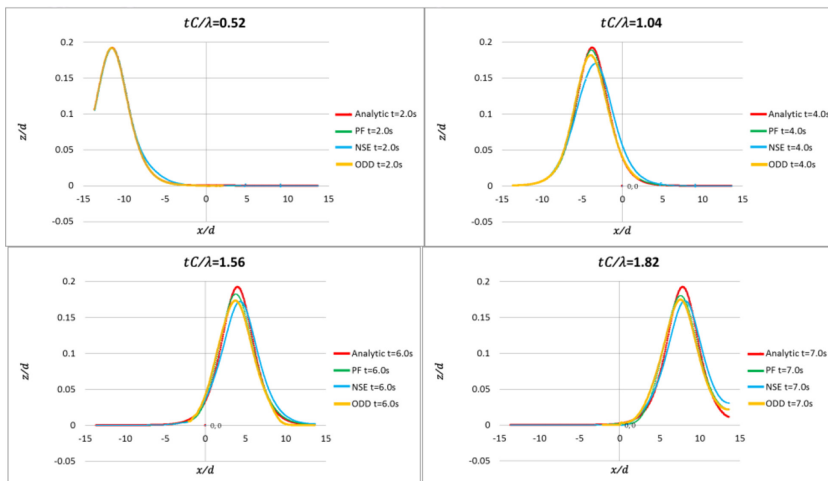 tC/λ=0.52
0.2
0.15
0.1
0.05
0
-0.05
z/d
-15 -10 -5 0 5 10 15
x/d
Analytic t=2.0s
PF t=2.0s
NSE t=2.0s
ODD t=2.0s
tC/λ=1.04
0.2
0.15
0.1
0.05
0
-0.05
z/d
0, 0
-15 -10 -5 0 5 10 15
x/d
Analytic t=4.0s
PF t=4.0s
NSE t=4.0s
ODD t=4.0s
tC/λ=1.56
0.2
0.15
0.1
0.05
0
-0.05
z/d
0, 0
-15 -10 -5 0 5 10 15
x/d
Analytic t=6.0s
PF t=6.0s
NSE t=6.0s
ODD t=6.0s
tC/λ=1.82
0.2
0.15
0.1
0.05
0
-0.05
z/d
0, 0
-15 -10 -5 0 5 10 15
x/d
Analytic t=7.0s
PF t=7.0s
NSE t=7.0s
ODD t=7.0s